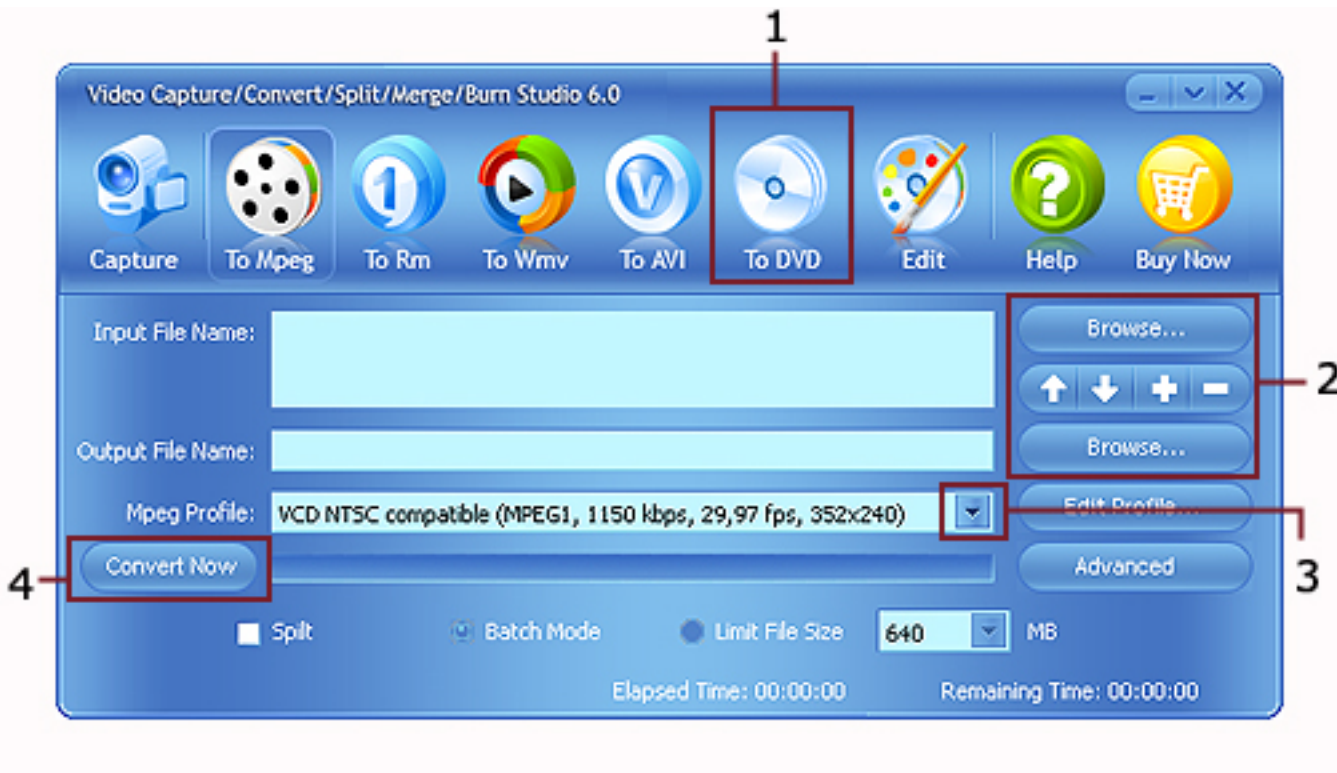 1
Video Capture/Convert/Split/Merge/Burn Studio 6.0
Capture To Mpeg To Rm To Wmv To AVI To DVD Edit Help Buy Now
Input File Name: Browse...
2
Output File Name: Browse...
Mpeg Profile: VCD NTSC compatible (MPEG1, 1150 kbps, 29,97 fps, 352x240) Edit Profile...
4 Convert Now Advanced 3
Spilt Batch Mode Limit File Size 640 MB
Elapsed Time: 00:00:00 Remaining Time: 00:00:00